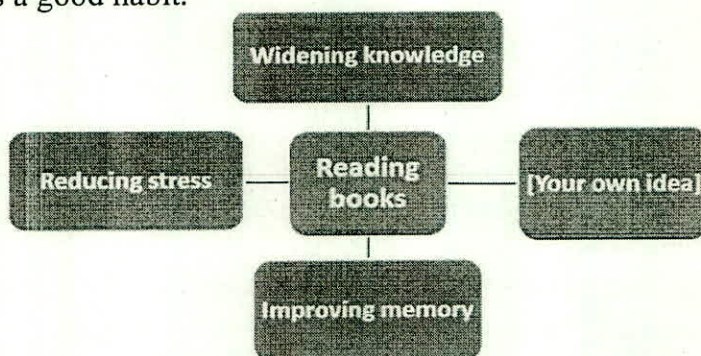 s a good habit.
Widening knowledge
Reducing stress
Reading
books
[Your own idea]
Improving memory